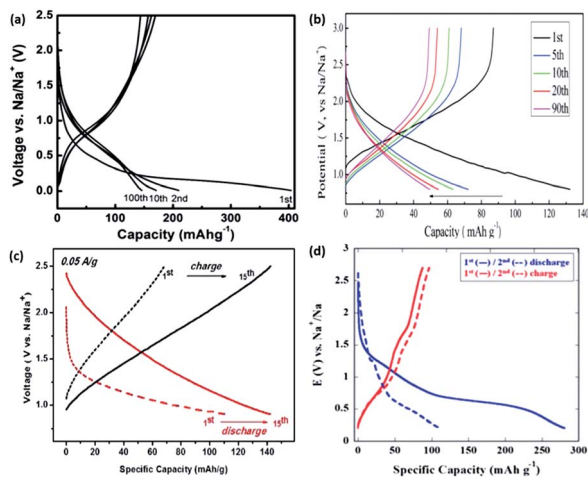 (a)
Voltage vs. Na/Na⁺ (V)
2.5
2.0
1.5
1.0
0.5
0.0
100th 10th 2nd 1st
0 100 200 300 400
Capacity (mAhg⁻¹)
(b)
Potential ( V, vs Na/Na⁺)
3.0
2.5
2.0
1.5
1.0
1st
5th
10th
20th
90th
0 20 40 60 80 100 120 140
Capacity ( mAh g⁻¹)
(c)
0.05 A/g
Voltage ( V vs. Na/Na⁺)
2.5
2.0
1.5
1.0
1st charge 15th
1st 15th
discharge
0 20 40 60 80 100 120 140
Specific Capacity (mAh/g)
(d)
E (V) vs. Na⁺/Na
3
2.5
2
1.5
1
0.5
0
1st (—) / 2nd (--) discharge
1st (—) / 2nd (--) charge
0 50 100 150 200 250 300
Specific Capacity (mAh g⁻¹)